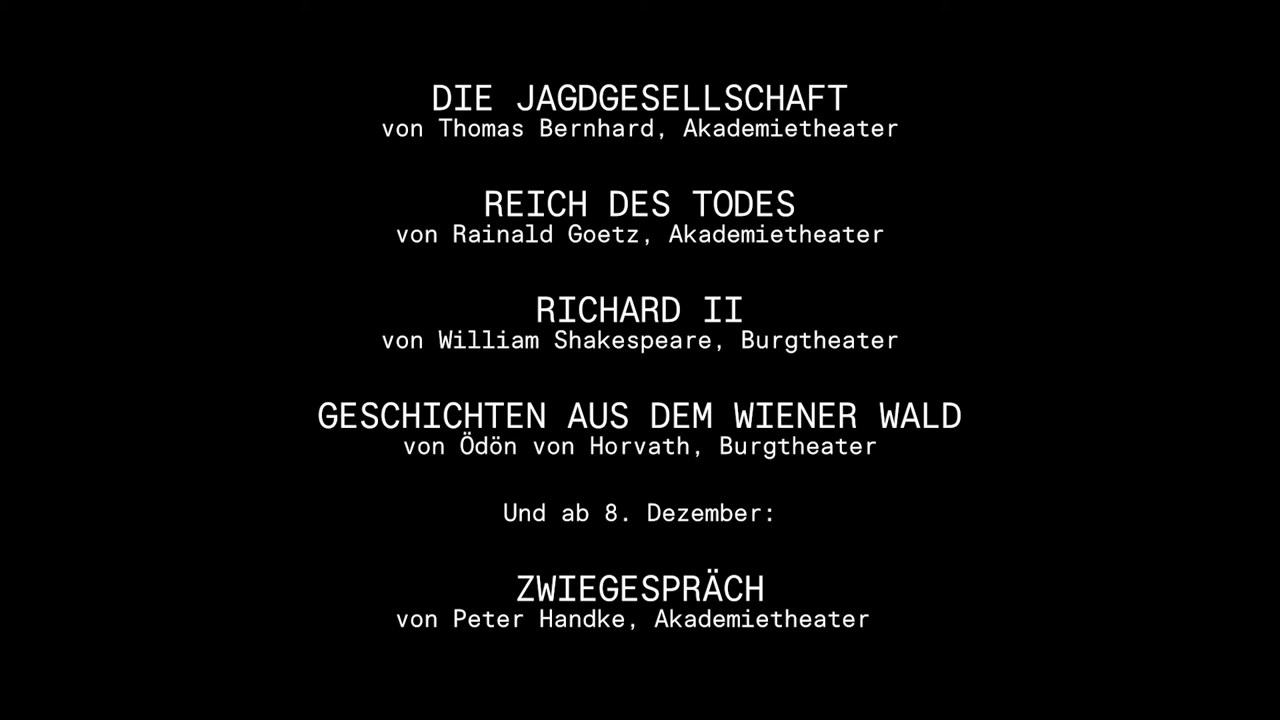 DIE JAGDGESELLSCHAFT
von Thomas Bernhard, Akademietheater
REICH DES TODES
von Rainald Goetz, Akademietheater
RICHARD II
von William Shakespeare, Burgtheater
GESCHICHTEN AUS DEM WIENER WALD
von Ödön von Horvath, Burgtheater
Und ab 8. Dezember:
ZWIEGESPRÄCH
von Peter Handke, Akademietheater